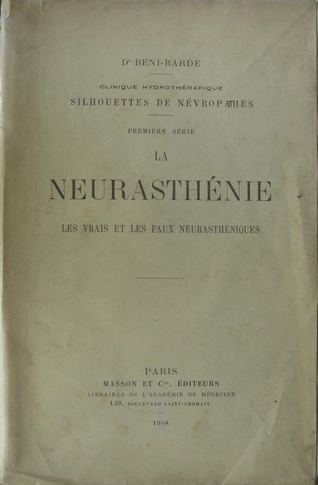 Dr BENI-BARDE
CLINIQUE HYDROTHÉRAPIQUE
SILHOUETTES DE NÉVROPATHES
PREMIÈRE SÉRIE
LA
NEURASTHÉNIE
LES VRAIS ET LES FAUX NEURASTHÉNIQUES
PARIS
MASSON ET Cie, ÉDITEURS
LIBRAIRES DE L'ACADÉMIE DE MÉDECINE
120, BOULEVARD SAINT-GERMAIN
1908